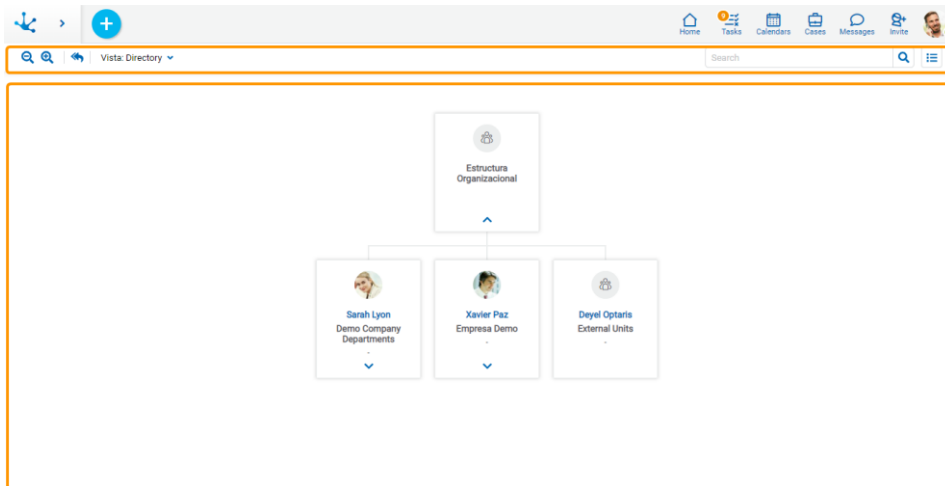 9
Home
Tasks
Calendars
Cases
Messages
Invite
Vista: Directory
Search
Estructura
Organizacional
Sarah Lyon
Demo Company
Departments
-
Xavier Paz
Empresa Demo
-
Deyel Optaris
External Units
-